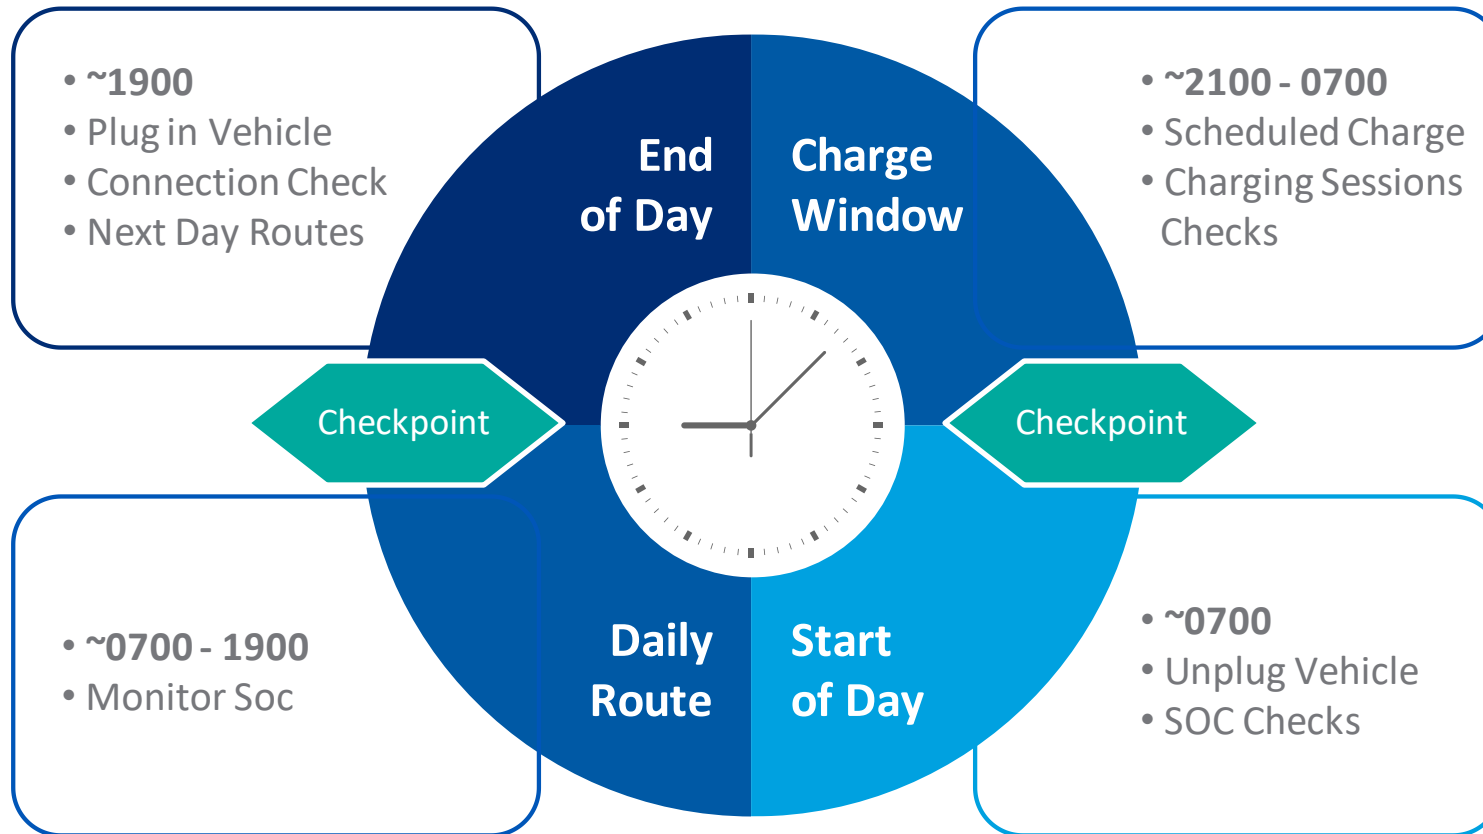 • ~1900
• Plug in Vehicle
• Connection Check
• Next Day Routes
End
of Day
Charge
Window
• ~2100 - 0700
• Scheduled Charge
• Charging Sessions
Checks
Checkpoint
Checkpoint
• ~0700 - 1900
• Monitor Soc
Daily
Route
Start
of Day
• ~0700
• Unplug Vehicle
• SOC Checks